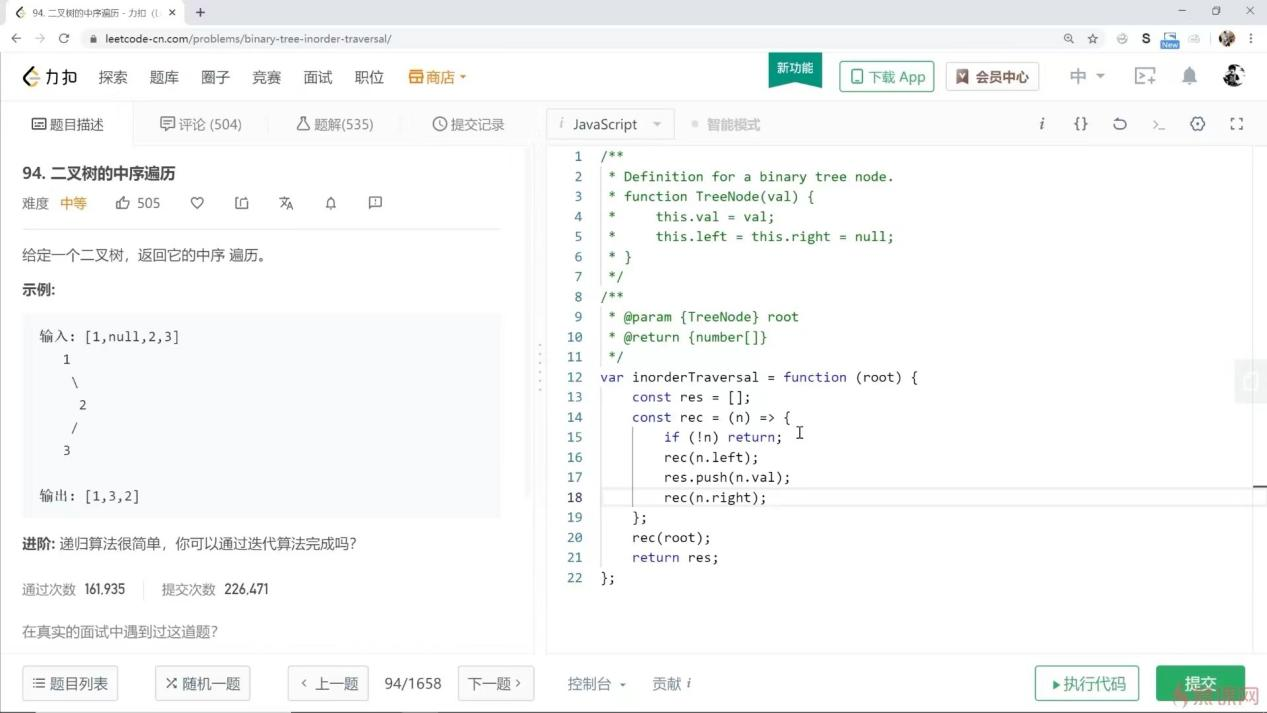 94. 二叉树的中序遍历 - 力扣 (L
leetcode-cn.com/problems/binary-tree-inorder-traversal/
S
New
力扣 探索 题库 圈子 竞赛 面试 职位 商店 新功能 下载 App 会员中心 中
题目描述 评论 (504) 题解(535) 提交记录
i JavaScript 智能模式
94. 二叉树的中序遍历
难度 中等 505
给定一个二叉树，返回它的中序 遍历。
示例:
输入: [1,null,2,3]
1
\
2
/
3
输出: [1,3,2]
进阶: 递归算法很简单，你可以通过迭代算法完成吗？
通过次数 161,935 提交次数 226,471
在真实的面试中遇到过这道题？
1 /**
2 * Definition for a binary tree node.
3 * function TreeNode(val) {
4 *     this.val = val;
5 *     this.left = this.right = null;
6 * }
7 */
8 /**
9 * @param {TreeNode} root
10 * @return {number[]}
11 */
12 var inorderTraversal = function (root) {
13     const res = [];
14     const rec = (n) => {
15         if (!n) return;
16         rec(n.left);
17         res.push(n.val);
18         rec(n.right);
19     };
20     rec(root);
21     return res;
22 };
题目列表 随机一题 上一题 94/1658 下一题 控制台 贡献 i 执行代码 提交
慕课网